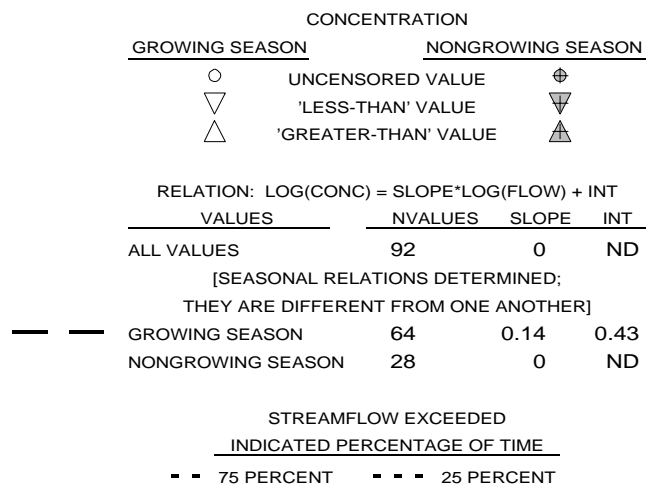 CONCENTRATION
GROWING SEASON NONGROWING SEASON
UNCENSORED VALUE
'LESS-THAN' VALUE
'GREATER-THAN' VALUE
RELATION: LOG(CONC) = SLOPE*LOG(FLOW) + INT
VALUES NVALUES SLOPE INT
ALL VALUES 92 0 ND
[SEASONAL RELATIONS DETERMINED;
THEY ARE DIFFERENT FROM ONE ANOTHER]
GROWING SEASON 64 0.14 0.43
NONGROWING SEASON 28 0 ND
STREAMFLOW EXCEEDED
INDICATED PERCENTAGE OF TIME
75 PERCENT 25 PERCENT